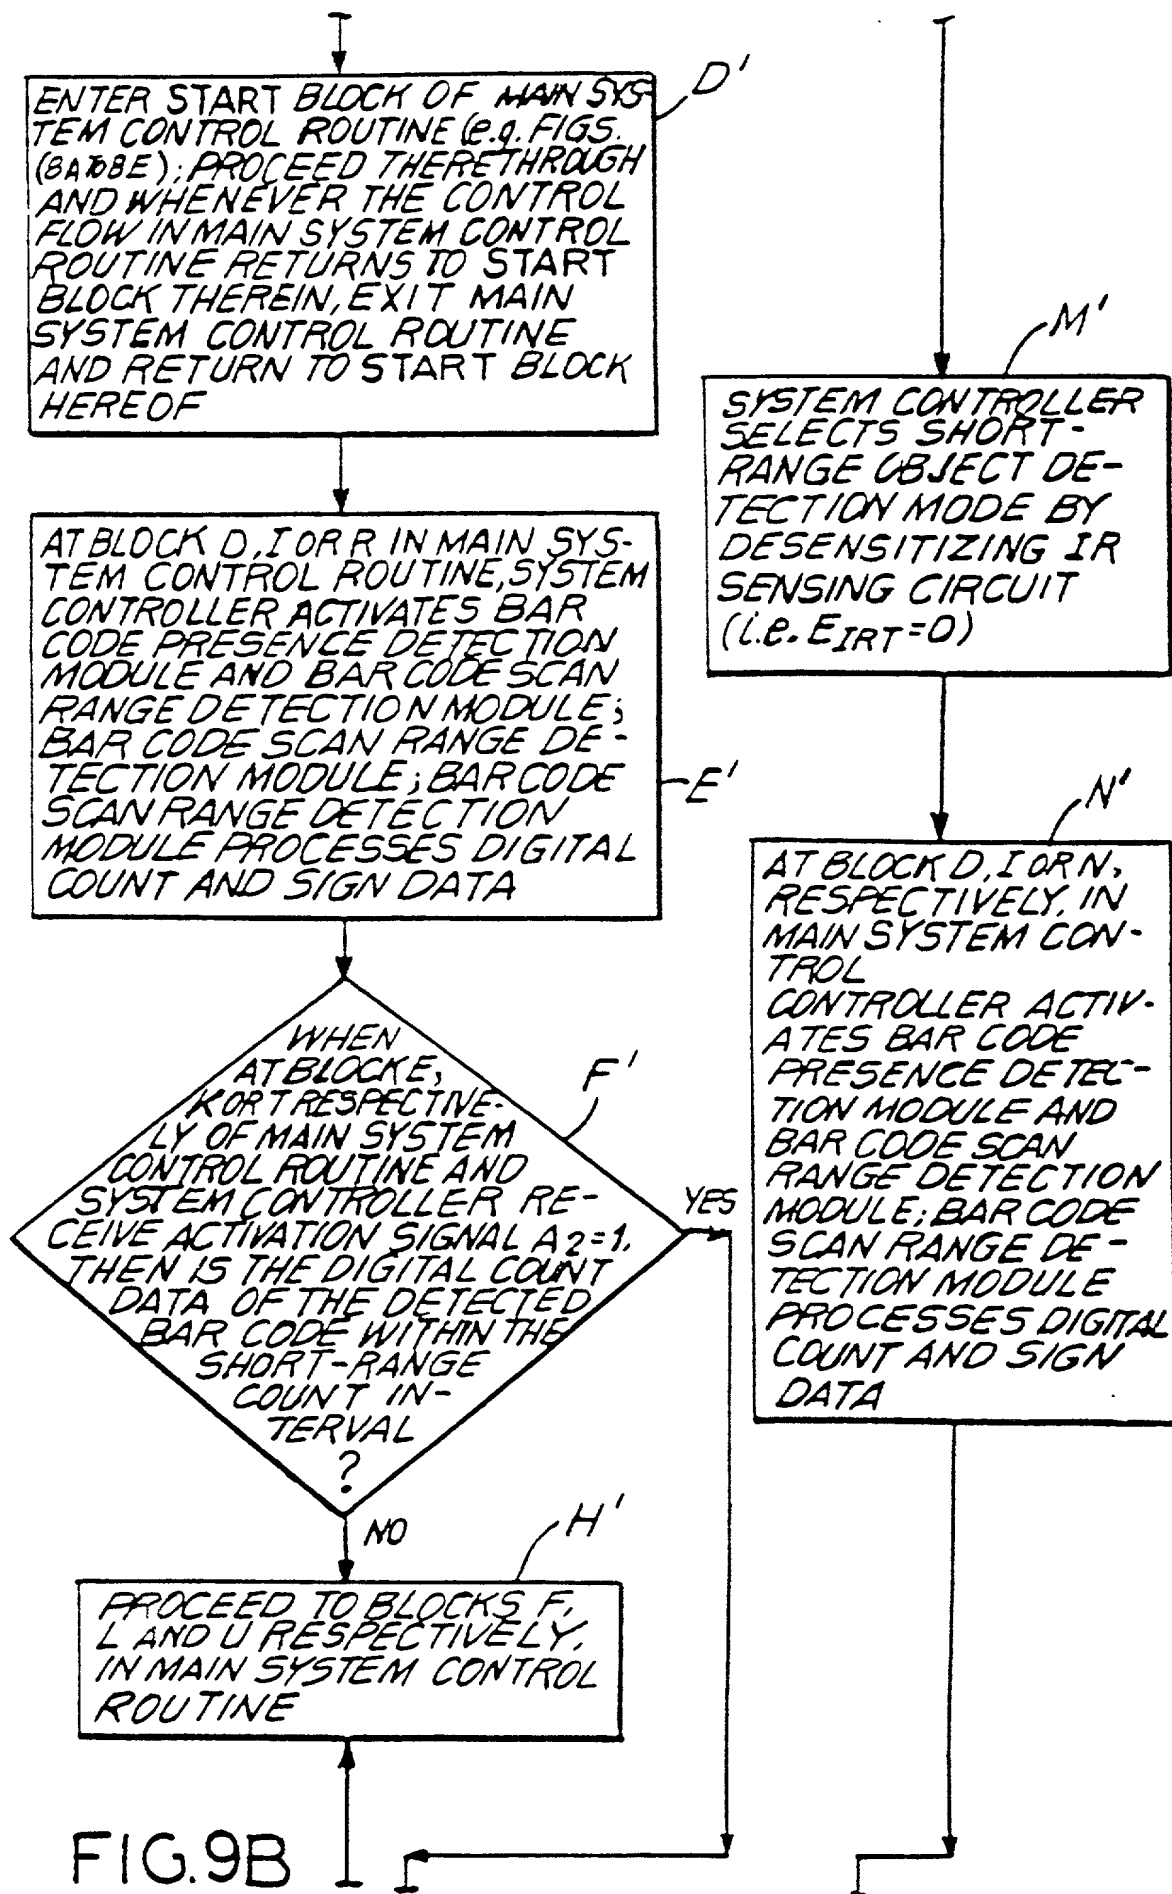 D'
ENTER START BLOCK OF MAIN SYS-
TEM CONTROL ROUTINE (e.g. FIGS.
(8A TO 8E); PROCEED THERETHROUGH
AND WHENEVER THE CONTROL
FLOW IN MAIN SYSTEM CONTROL
ROUTINE RETURNS TO START
BLOCK THEREIN, EXIT MAIN
SYSTEM CONTROL ROUTINE
AND RETURN TO START BLOCK
HEREOF
AT BLOCK D, I OR R IN MAIN SYS-
TEM CONTROL ROUTINE, SYSTEM
CONTROLLER ACTIVATES BAR
CODE PRESENCE DETECTION
MODULE AND BAR CODE SCAN
RANGE DETECTION MODULE;
BAR CODE SCAN RANGE DE-
TECTION MODULE; BAR CODE
SCAN RANGE DETECTION
MODULE PROCESSES DIGITAL
COUNT AND SIGN DATA
E'
WHEN
AT BLOCK E,
K OR T RESPECTIVE-
LY OF MAIN SYSTEM
CONTROL ROUTINE AND
SYSTEM CONTROLLER RE-
CEIVE ACTIVATION SIGNAL A2=1,
THEN IS THE DIGITAL COUNT
DATA OF THE DETECTED
BAR CODE WITHIN THE
SHORT-RANGE
COUNT IN-
TERVAL
?
F'
YES
NO
H'
PROCEED TO BLOCKS F,
L AND U RESPECTIVELY,
IN MAIN SYSTEM CONTROL
ROUTINE
M'
SYSTEM CONTROLLER
SELECTS SHORT-
RANGE OBJECT DE-
TECTION MODE BY
DESENSITIZING IR
SENSING CIRCUIT
(i.e. EIRT=0)
N'
AT BLOCK D, I OR N,
RESPECTIVELY, IN
MAIN SYSTEM CON-
TROL
CONTROLLER ACTIV-
ATES BAR CODE
PRESENCE DETEC-
TION MODULE AND
BAR CODE SCAN
RANGE DETECTION
MODULE; BAR CODE
SCAN RANGE DE-
TECTION MODULE
PROCESSES DIGITAL
COUNT AND SIGN
DATA
FIG. 9B